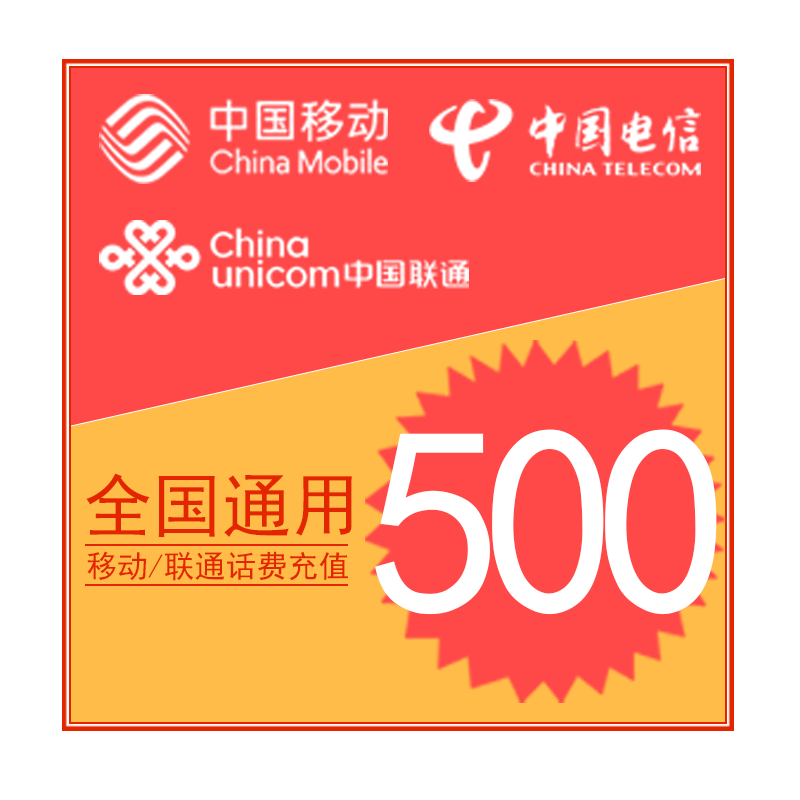 中国移动
China Mobile
中国电信
CHINA TELECOM
China
unicom中国联通
全国通用
移动/联通话费充值
500